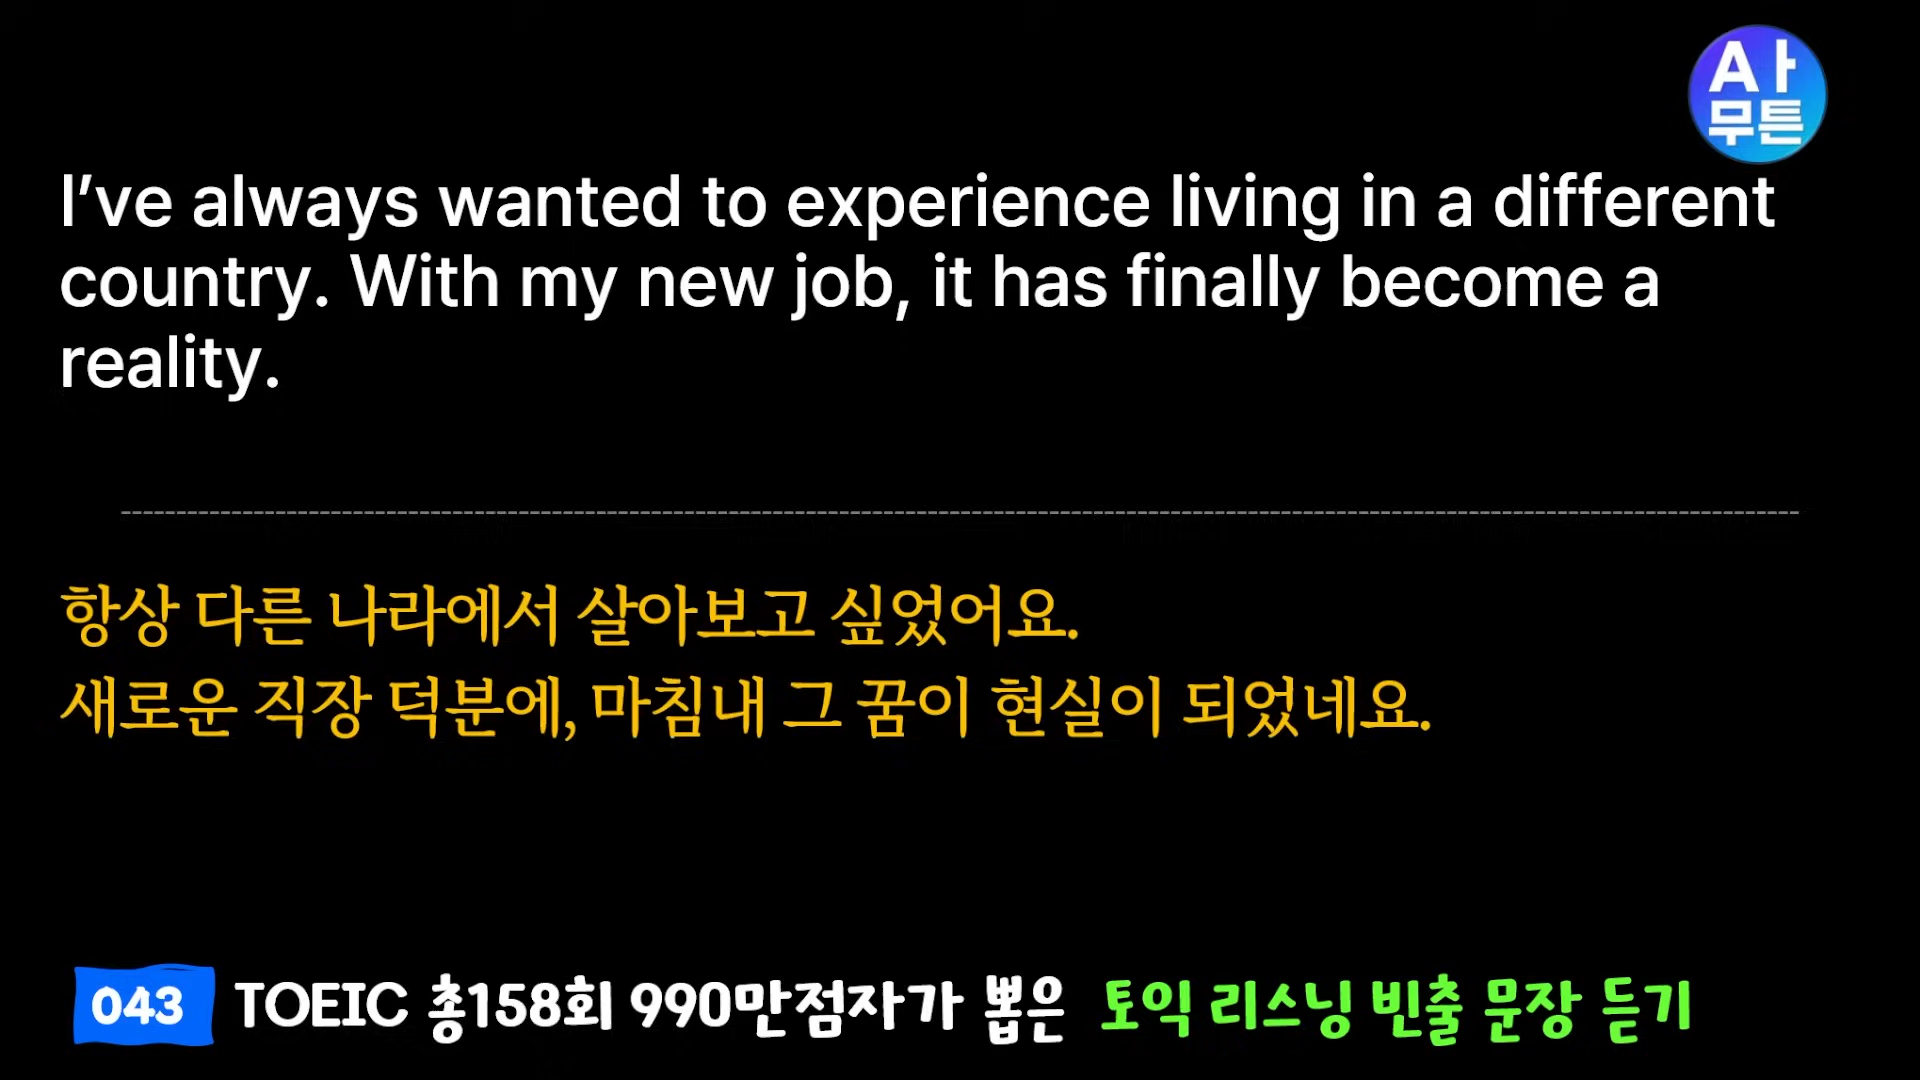 사
무튼
I’ve always wanted to experience living in a different
country. With my new job, it has finally become a
reality.
항상 다른 나라에서 살아보고 싶었어요.
새로운 직장 덕분에, 마침내 그 꿈이 현실이 되었네요.
043 TOEIC 총158회 990만점자가 뽑은 토익 리스닝 빈출 문장 듣기